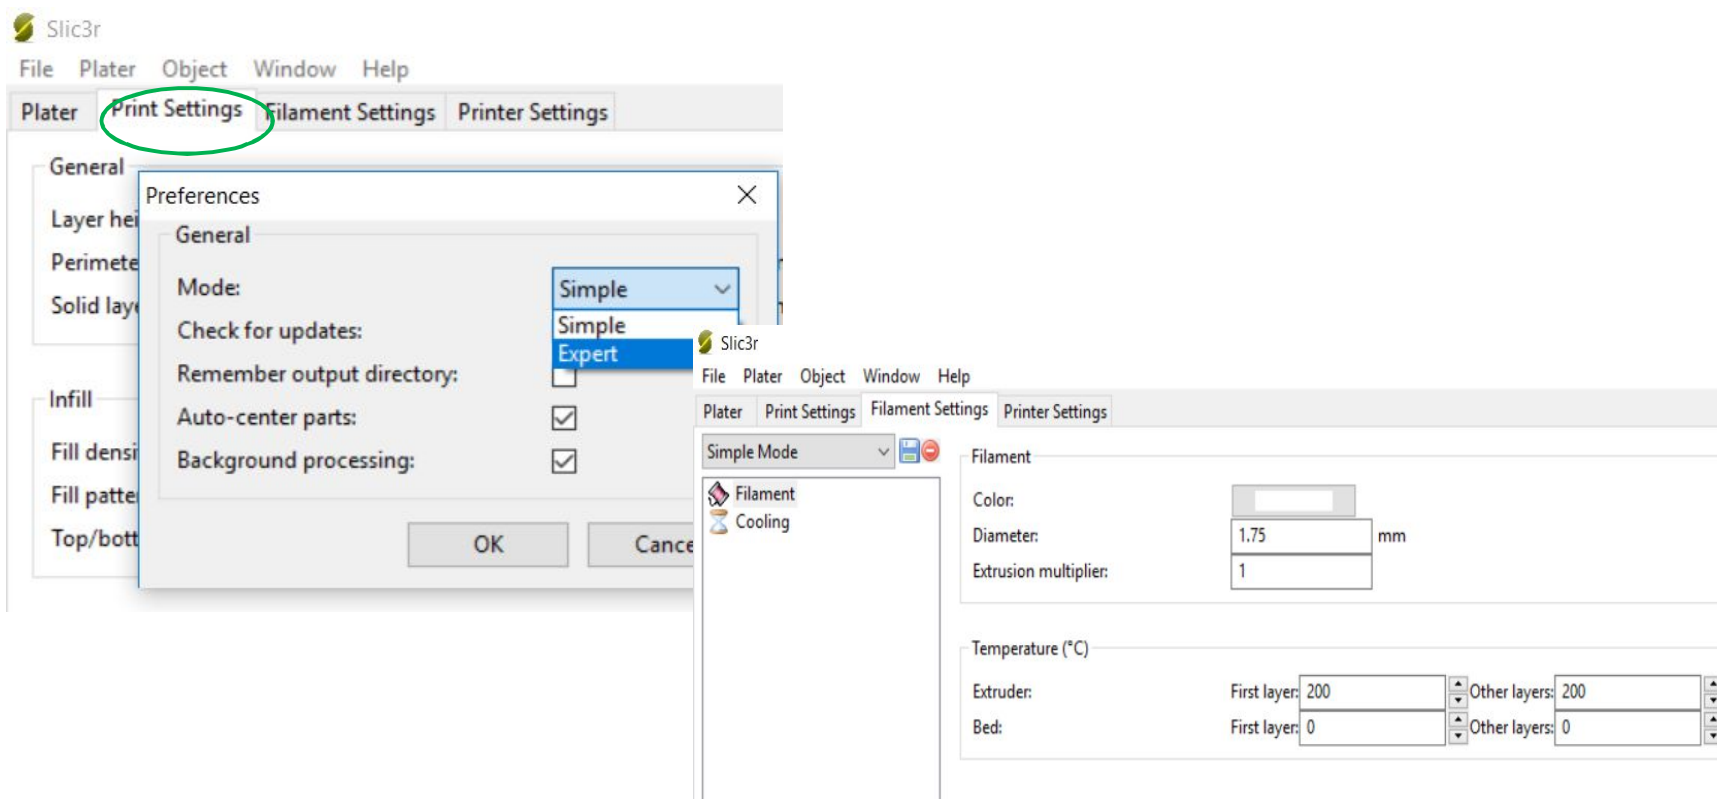 Slic3r
File Plater Object Window Help
Plater Print Settings Filament Settings Printer Settings
General
Layer hei
Perimete
Solid laye
Infill
Fill densi
Fill patte
Top/bott
Preferences
General
Mode: Simple
Simple
Expert
Check for updates:
Remember output directory:
Auto-center parts:
Background processing:
OK Cance
Slic3r
File Plater Object Window Help
Plater Print Settings Filament Settings Printer Settings
Simple Mode
Filament
Cooling
Filament
Color:
Diameter: 1.75 mm
Extrusion multiplier: 1
Temperature (°C)
Extruder: First layer: 200 Other layers: 200
Bed: First layer: 0 Other layers: 0